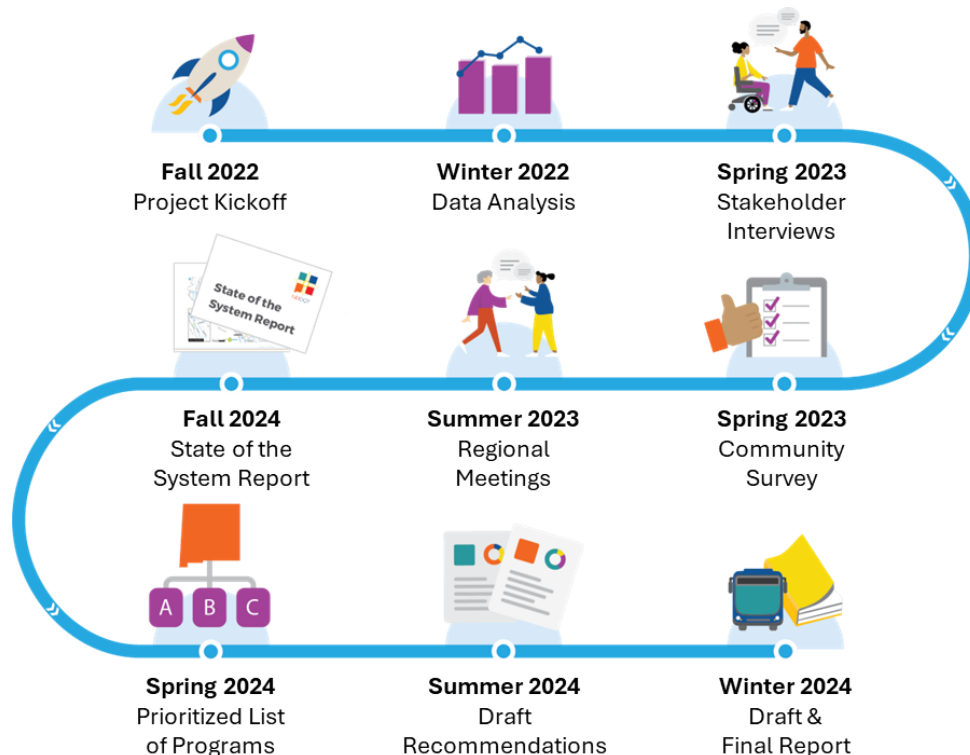 Fall 2022
Project Kickoff
Winter 2022
Data Analysis
Spring 2023
Stakeholder
Interviews
State of the
System Report
Fall 2024
State of the
System Report
Summer 2023
Regional
Meetings
Spring 2023
Community
Survey
A B C
Spring 2024
Prioritized List
of Programs
Summer 2024
Draft
Recommendations
Winter 2024
Draft &
Final Report